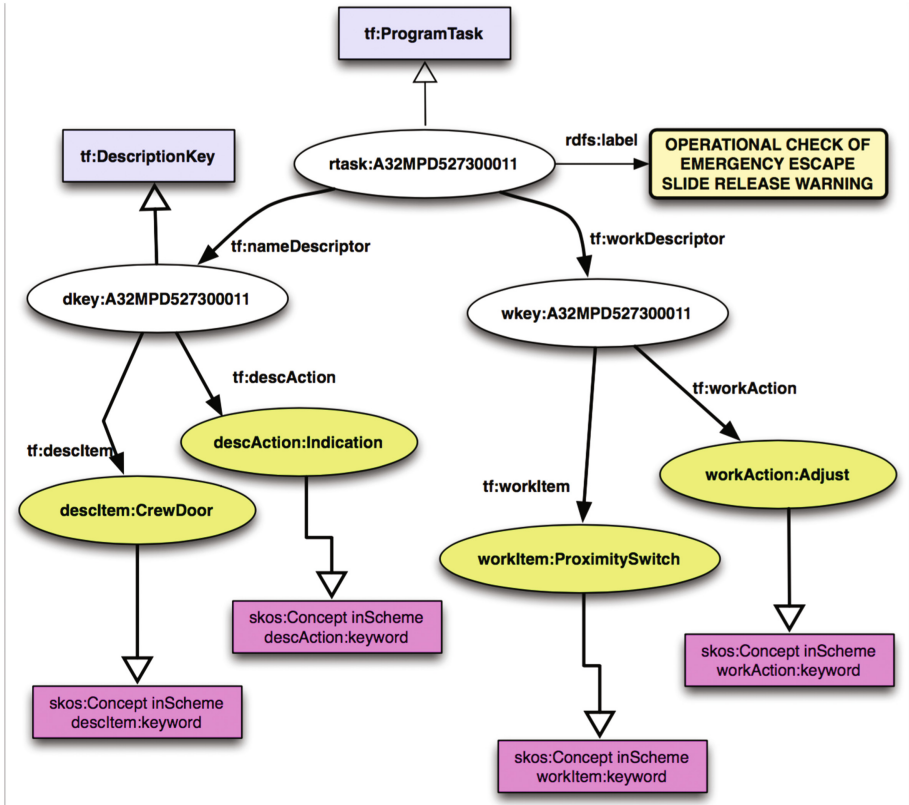 tf:ProgramTask
tf:DescriptionKey
rtask:A32MPD527300011
rdfs:label
OPERATIONAL CHECK OF
EMERGENCY ESCAPE
SLIDE RELEASE WARNING
tf:nameDescriptor
tf:workDescriptor
dkey:A32MPD527300011
wkey:A32MPD527300011
tf:descAction
tf:workAction
tf:descItem
descAction:Indication
workAction:Adjust
tf:workItem
descItem:CrewDoor
workItem:ProximitySwitch
skos:Concept inScheme
descAction:keyword
skos:Concept inScheme
workAction:keyword
skos:Concept inScheme
descItem:keyword
skos:Concept inScheme
workItem:keyword